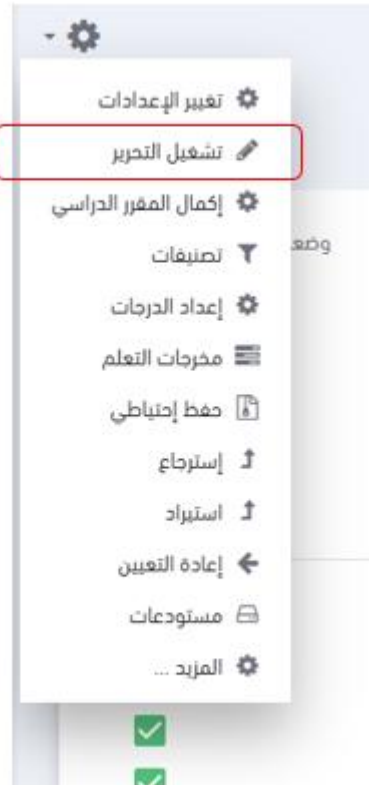 تغيير الإعدادات
تشغيل التحرير
إكمال المقرر الدراسي
وضع
تصنيفات
إعداد الدرجات
مخرجات التعلم
حفظ إحتياطي
إسترجاع
استيراد
إعادة التعيين
مستودعات
المزيد ...